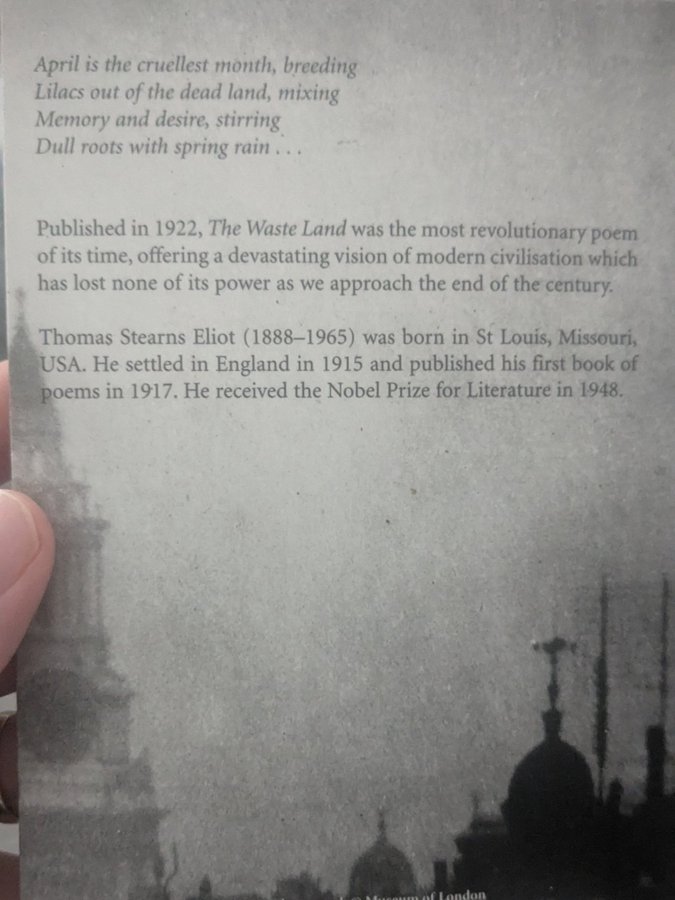 April is the cruellest month, breeding
Lilacs out of the dead land, mixing
Memory and desire, stirring
Dull roots with spring rain . . .
Published in 1922, The Waste Land was the most revolutionary poem
of its time, offering a devastating vision of modern civilisation which
has lost none of its power as we approach the end of the century.
Thomas Stearns Eliot (1888–1965) was born in St Louis, Missouri,
USA. He settled in England in 1915 and published his first book of
poems in 1917. He received the Nobel Prize for Literature in 1948.
Museum of London